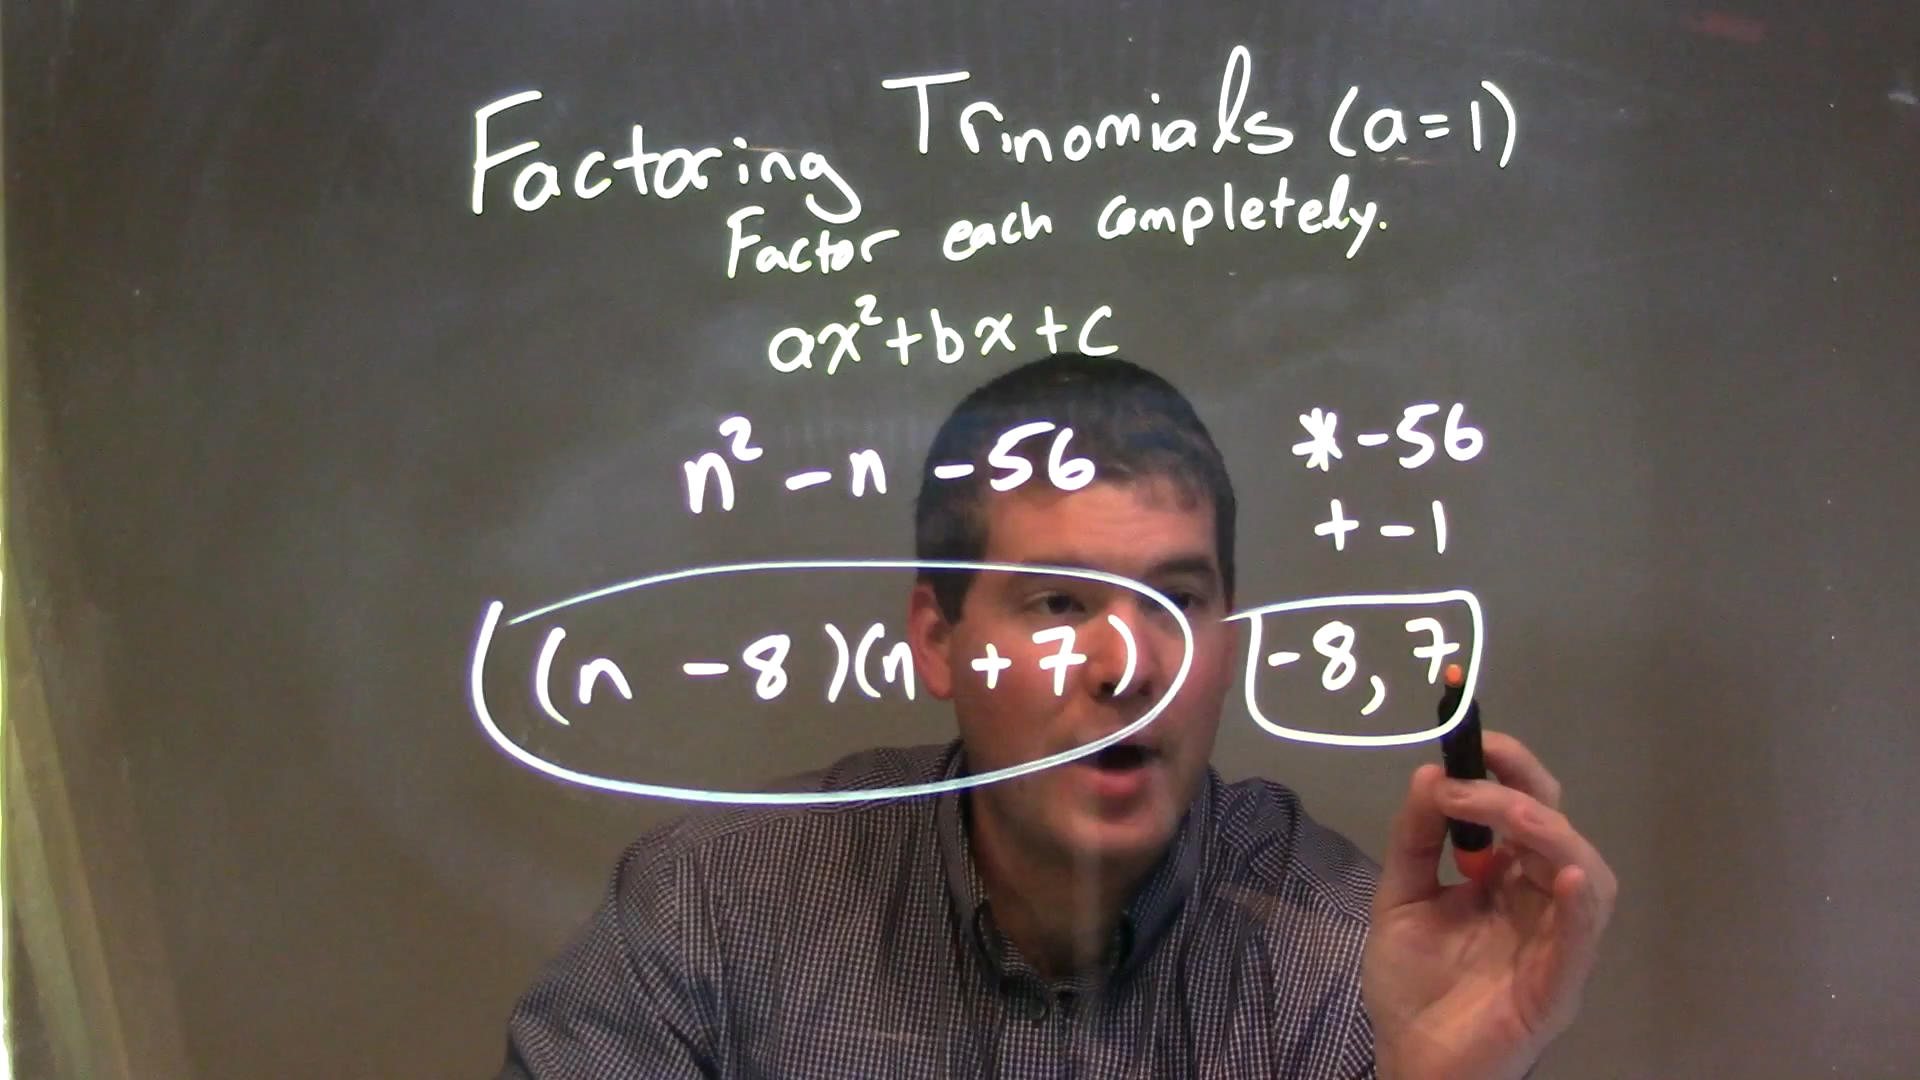 Factoring Trinomials (a=1)
Factor each completely.
ax²+bx+c
n² -n -56
* -56
+ -1
(n -8)(n +7)
-8, 7